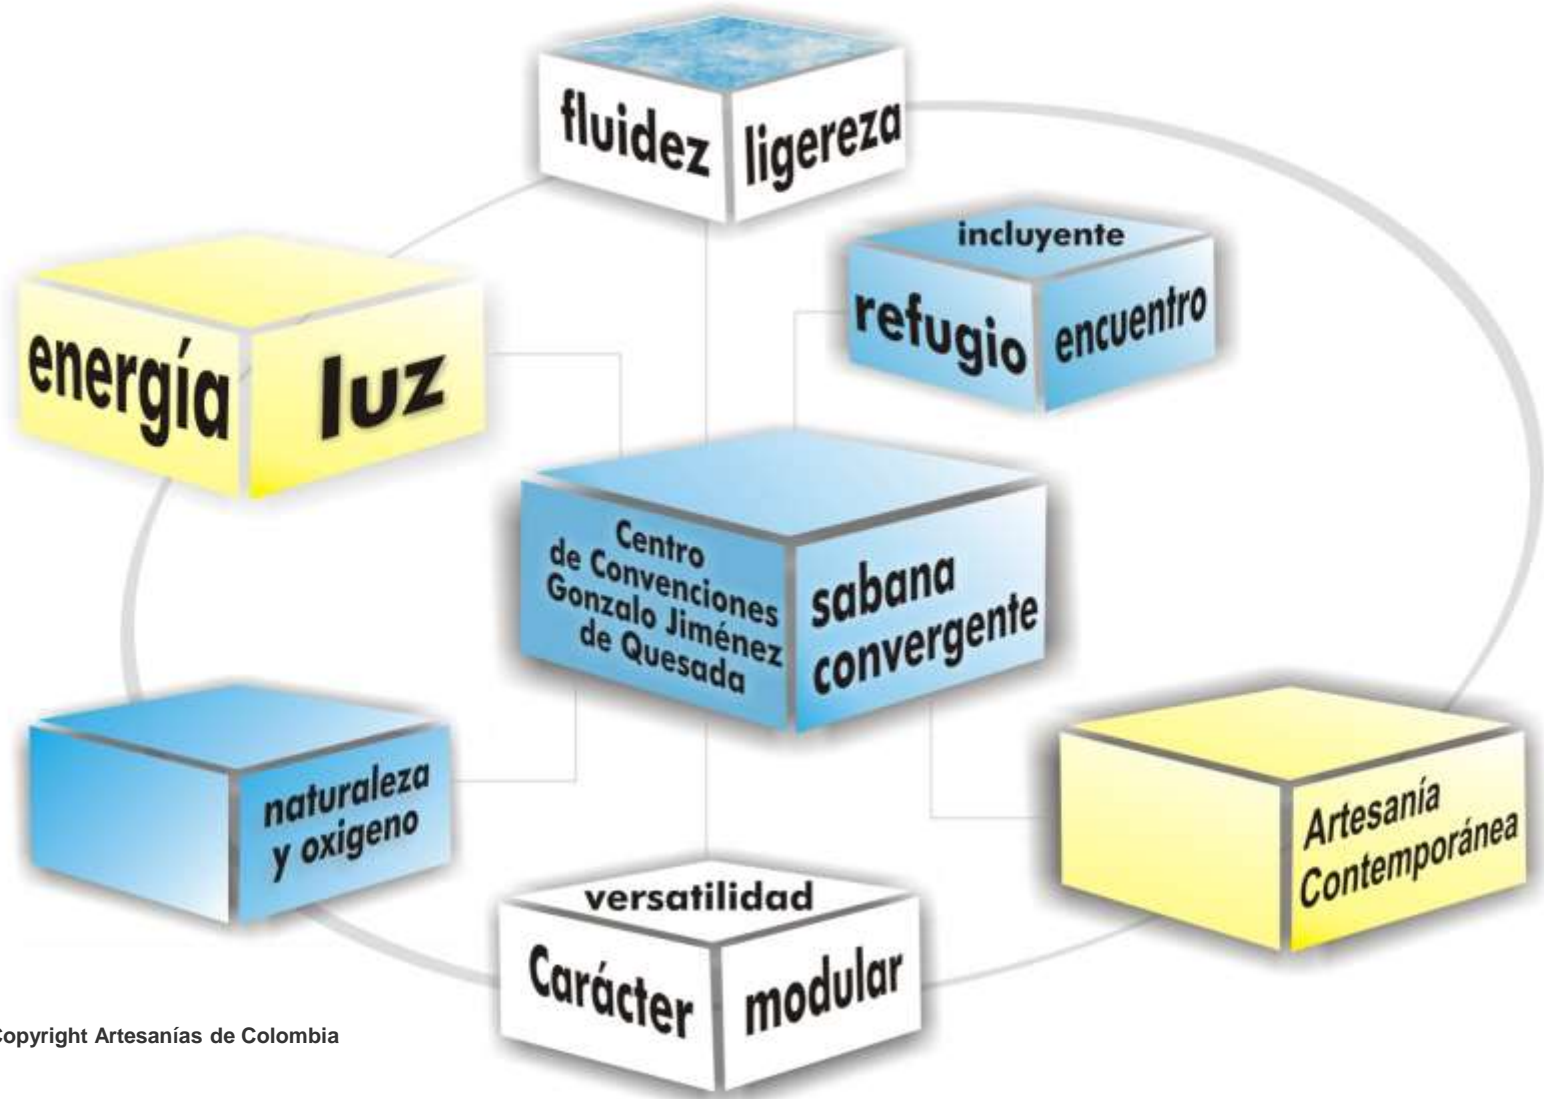 fluidez
ligereza
incluyente
refugio
encuentro
energía
luz
Centro
de Convenciones
Gonzalo Jiménez
de Quesada
sabana
convergente
naturaleza
y oxigeno
Artesanía
Contemporánea
versatilidad
Carácter
modular
Copyright Artesanías de Colombia